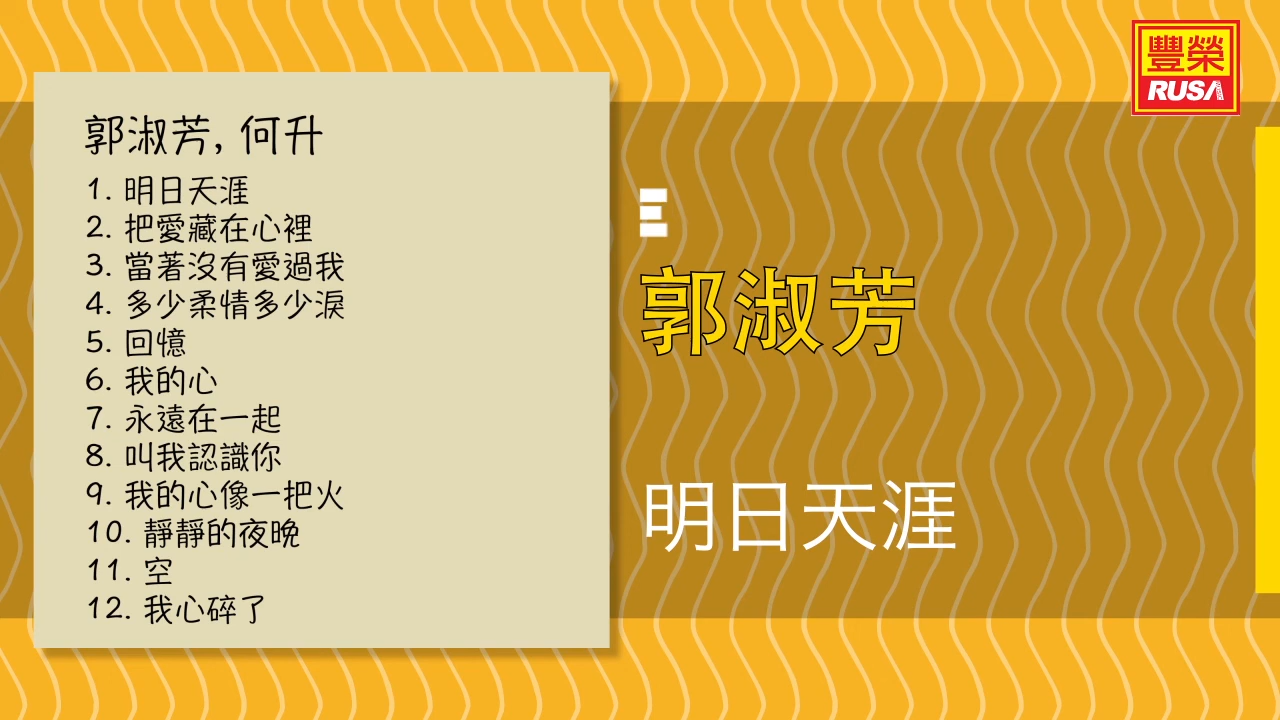 豐榮
RUSA
郭淑芳, 何升
1. 明日天涯
2. 把愛藏在心裡
3. 當著沒有愛過我
4. 多少柔情多少淚
5. 回憶
6. 我的心
7. 永遠在一起
8. 叫我認識你
9. 我的心像一把火
10. 靜靜的夜晚
11. 空
12. 我心碎了
郭淑芳
明日天涯